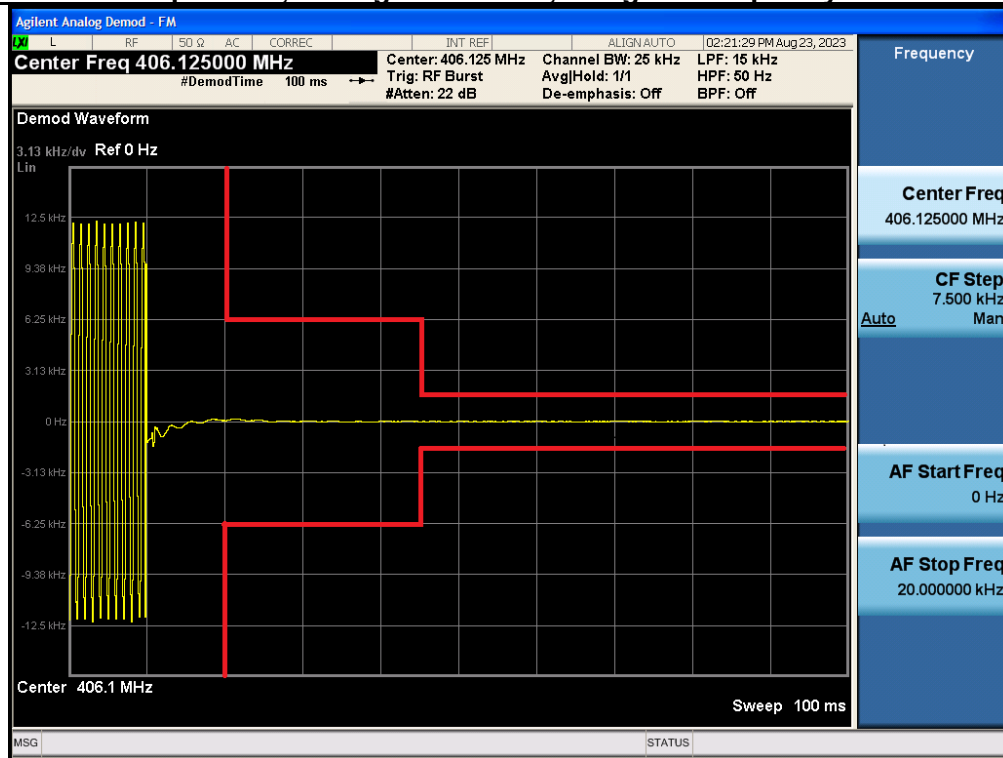 Agilent Analog Demod - FM
LXI L RF 50 Ω AC CORREC INT REF ALIGN AUTO 02:21:29 PM Aug 23, 2023
Center Freq 406.125000 MHz
#DemodTime 100 ms
Center: 406.125 MHz Channel BW: 25 kHz LPF: 15 kHz
Trig: RF Burst Avg|Hold: 1/1 HPF: 50 Hz
#Atten: 22 dB De-emphasis: Off BPF: Off
Demod Waveform
3.13 kHz/dv Ref 0 Hz
Lin
12.5 kHz
9.38 kHz
6.25 kHz
3.13 kHz
0 Hz
-3.13 kHz
-6.25 kHz
-9.38 kHz
-12.5 kHz
Center 406.1 MHz
Sweep 100 ms
Frequency
Center Freq
406.125000 MHz
CF Step
7.500 kHz
Auto Man
AF Start Freq
0 Hz
AF Stop Freq
20.000000 kHz
MSG STATUS